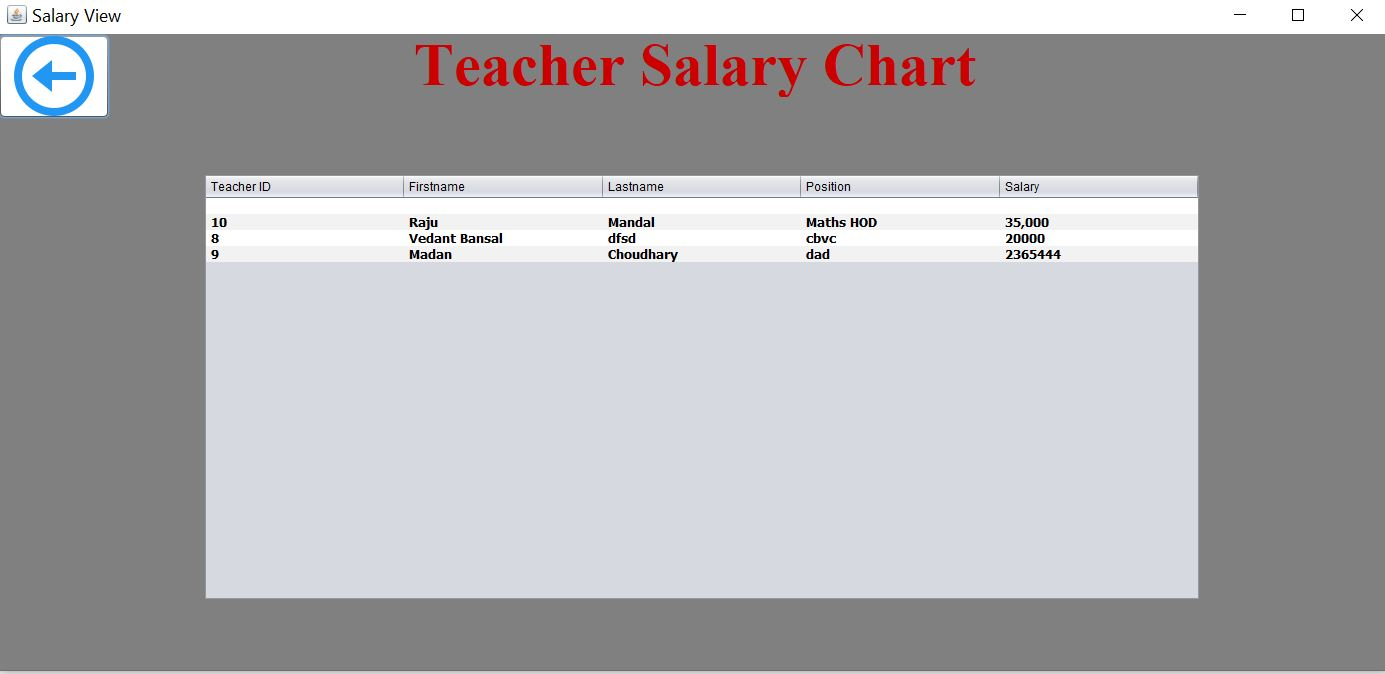 Salary View
Teacher Salary Chart
Teacher ID Firstname Lastname Position Salary
10 Raju Mandal Maths HOD 35,000
8 Vedant Bansal dfsd cbvc 20000
9 Madan Choudhary dad 2365444